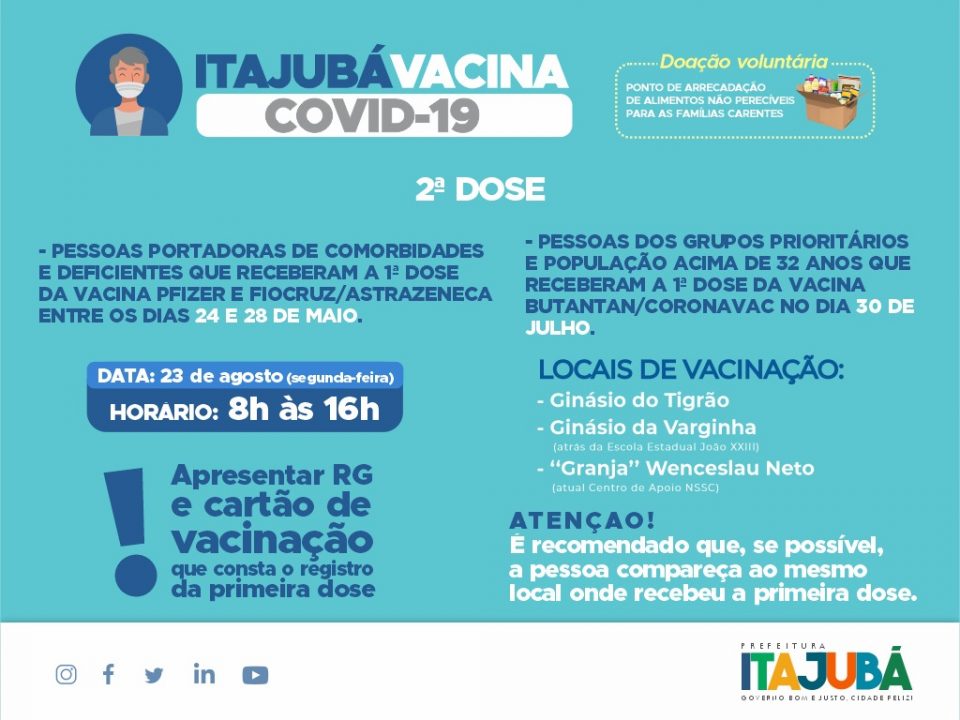 ITAJUBÁ VACINA
COVID-19
Doação voluntária
PONTO DE ARRECADAÇÃO
DE ALIMENTOS NÃO PERECÍVEIS
PARA AS FAMÍLIAS CARENTES
2ª DOSE
- PESSOAS PORTADORAS DE COMORBIDADES
E DEFICIENTES QUE RECEBERAM A 1ª DOSE
DA VACINA PFIZER E FIOCRUZ/ASTRAZENECA
ENTRE OS DIAS 24 E 28 DE MAIO.
DATA: 23 de agosto (segunda-feira)
HORÁRIO: 8h às 16h
! Apresentar RG
e cartão de
vacinação
que consta o registro
da primeira dose
- PESSOAS DOS GRUPOS PRIORITÁRIOS
E POPULAÇÃO ACIMA DE 32 ANOS QUE
RECEBERAM A 1ª DOSE DA VACINA
BUTANTAN/CORONAVAC NO DIA 30 DE
JULHO.
LOCAIS DE VACINAÇÃO:
- Ginásio do Tigrão
- Ginásio da Varginha
(atrás da Escola Estadual João XXIII)
- “Granja” Wenceslau Neto
(atual Centro de Apoio NSSC)
ATENÇAO!
É recomendado que, se possível,
a pessoa compareça ao mesmo
local onde recebeu a primeira dose.
PREFEITURA
ITAJUBÁ
GOVERNO BOM E JUSTO, CIDADE FELIZ!